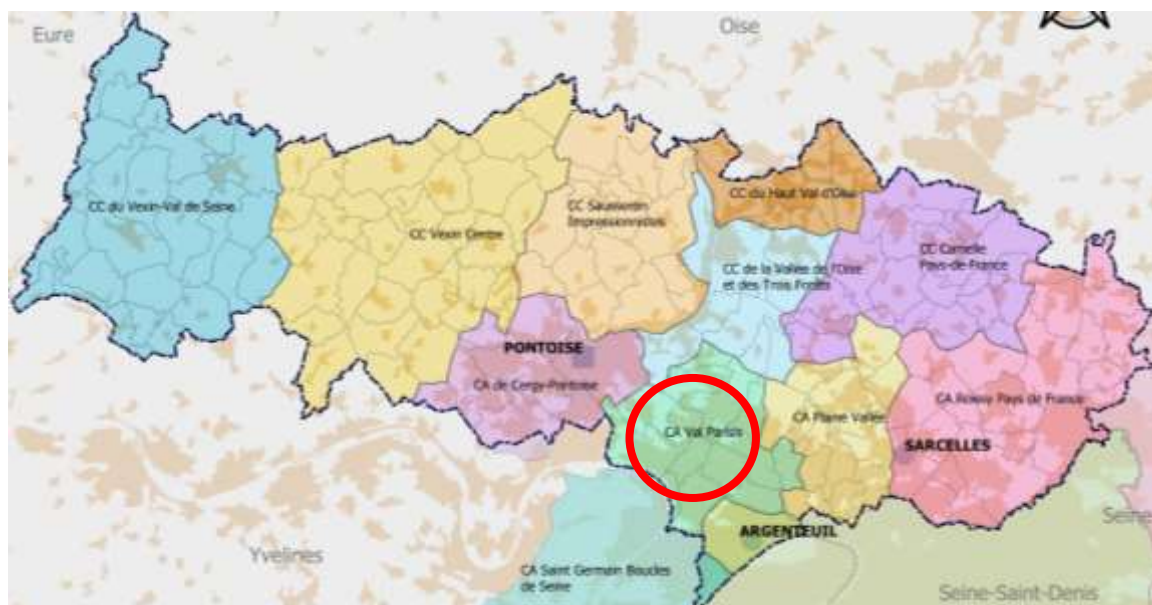 Eure
Oise
CC du Vexin-Val de Seine
CC Vexin Centre
CC Sausseron
Impressionnistes
CC du Haut Val-d'Oise
CC de la Vallée de l'Oise
et des Trois Forêts
CC Carnelle
Pays-de-France
PONTOISE
CA de Cergy-Pontoise
CA Val Parisis
CA Plaine Vallée
CA Roissy Pays de France
SARCELLES
ARGENTEUIL
Yvelines
CA Saint Germain Boucles
de Seine
Seine
Seine-Saint-Denis